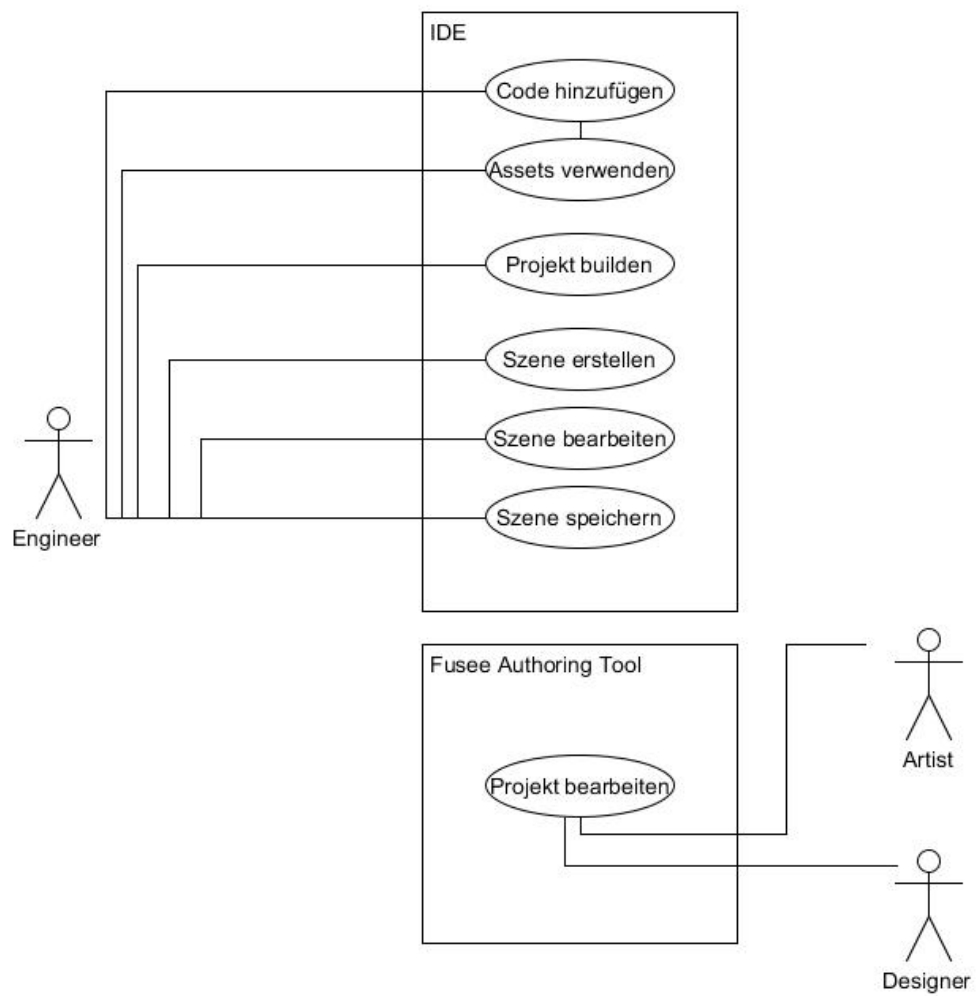 IDE
Code hinzufügen
Assets verwenden
Projekt builden
Szene erstellen
Szene bearbeiten
Szene speichern
Engineer
Fusee Authoring Tool
Projekt bearbeiten
Artist
Designer